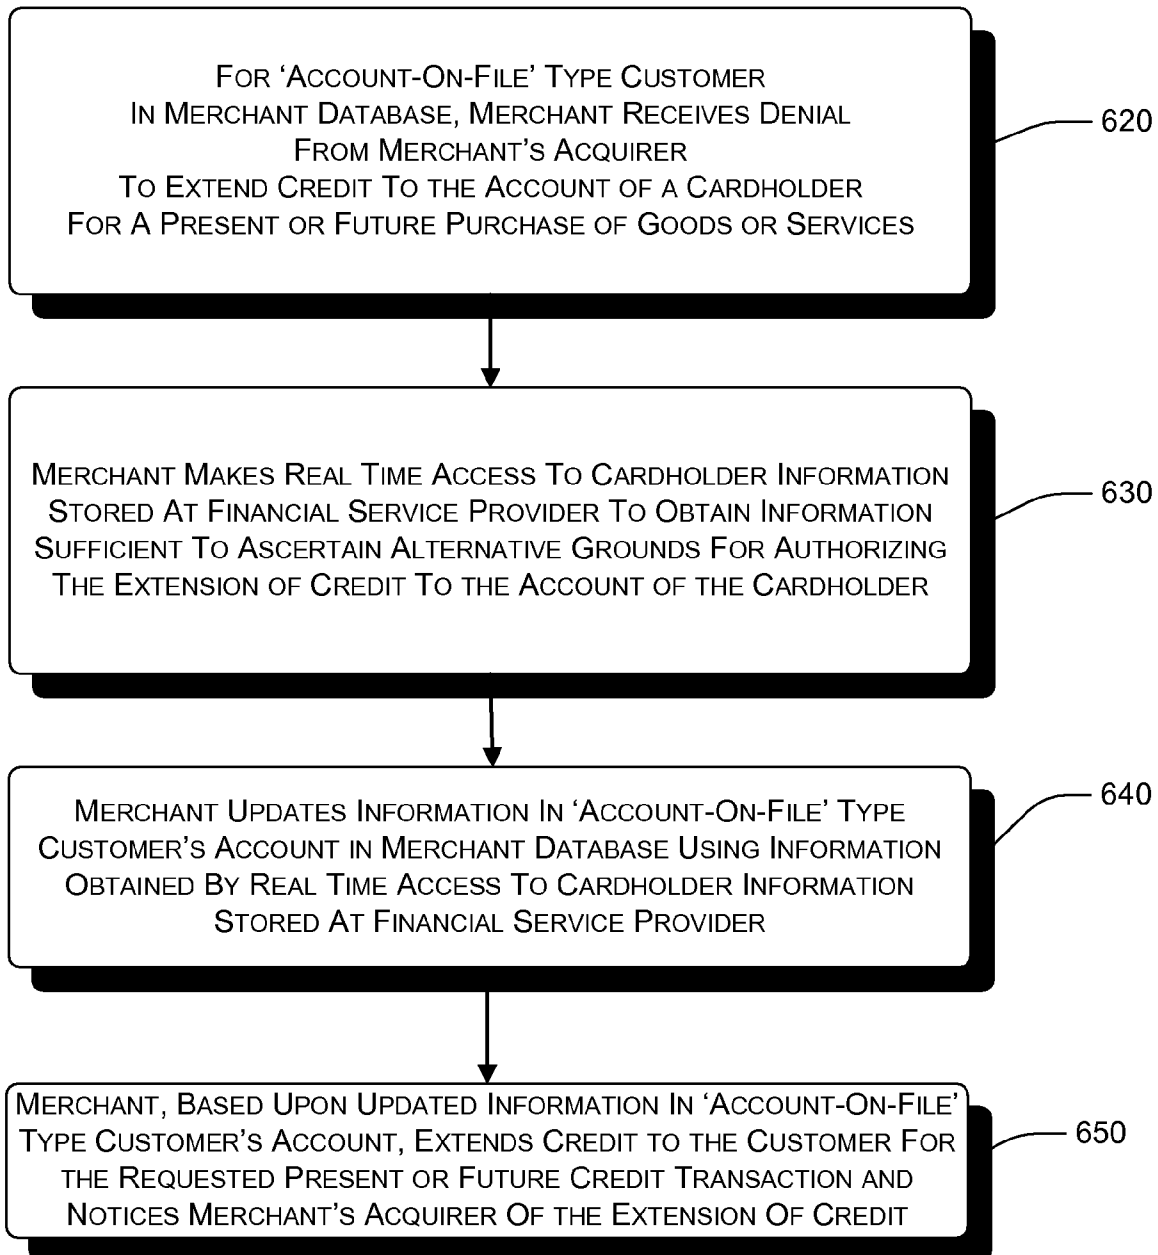 FOR 'ACCOUNT-ON-FILE' TYPE CUSTOMER
IN MERCHANT DATABASE, MERCHANT RECEIVES DENIAL
FROM MERCHANT'S ACQUIRER
TO EXTEND CREDIT TO THE ACCOUNT OF A CARDHOLDER
FOR A PRESENT OR FUTURE PURCHASE OF GOODS OR SERVICES
620
MERCHANT MAKES REAL TIME ACCESS TO CARDHOLDER INFORMATION
STORED AT FINANCIAL SERVICE PROVIDER TO OBTAIN INFORMATION
SUFFICIENT TO ASCERTAIN ALTERNATIVE GROUNDS FOR AUTHORIZING
THE EXTENSION OF CREDIT TO THE ACCOUNT OF THE CARDHOLDER
630
MERCHANT UPDATES INFORMATION IN 'ACCOUNT-ON-FILE' TYPE
CUSTOMER'S ACCOUNT IN MERCHANT DATABASE USING INFORMATION
OBTAINED BY REAL TIME ACCESS TO CARDHOLDER INFORMATION
STORED AT FINANCIAL SERVICE PROVIDER
640
MERCHANT, BASED UPON UPDATED INFORMATION IN 'ACCOUNT-ON-FILE'
TYPE CUSTOMER'S ACCOUNT, EXTENDS CREDIT TO THE CUSTOMER FOR
THE REQUESTED PRESENT OR FUTURE CREDIT TRANSACTION AND
NOTICES MERCHANT'S ACQUIRER OF THE EXTENSION OF CREDIT
650